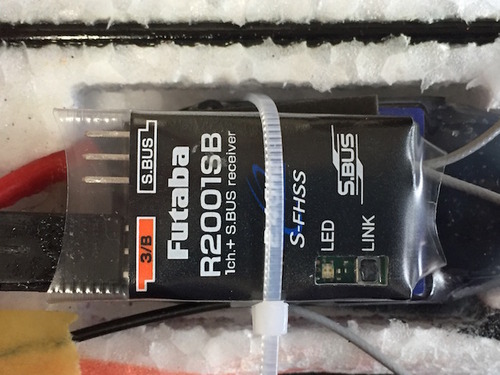 S.BUS
3/B
Futaba
R2001SB
1ch.+ S.BUS receiver
S-FHSS
S.BUS
LED
LINK